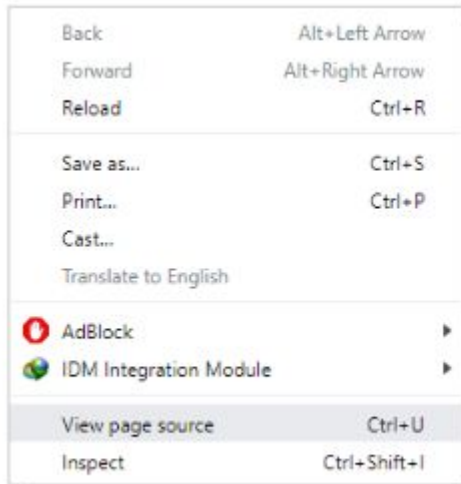 Back Alt+Left Arrow
Forward Alt+Right Arrow
Reload Ctrl+R
Save as... Ctrl+S
Print... Ctrl+P
Cast...
Translate to English
AdBlock
IDM Integration Module
View page source Ctrl+U
Inspect Ctrl+Shift+I